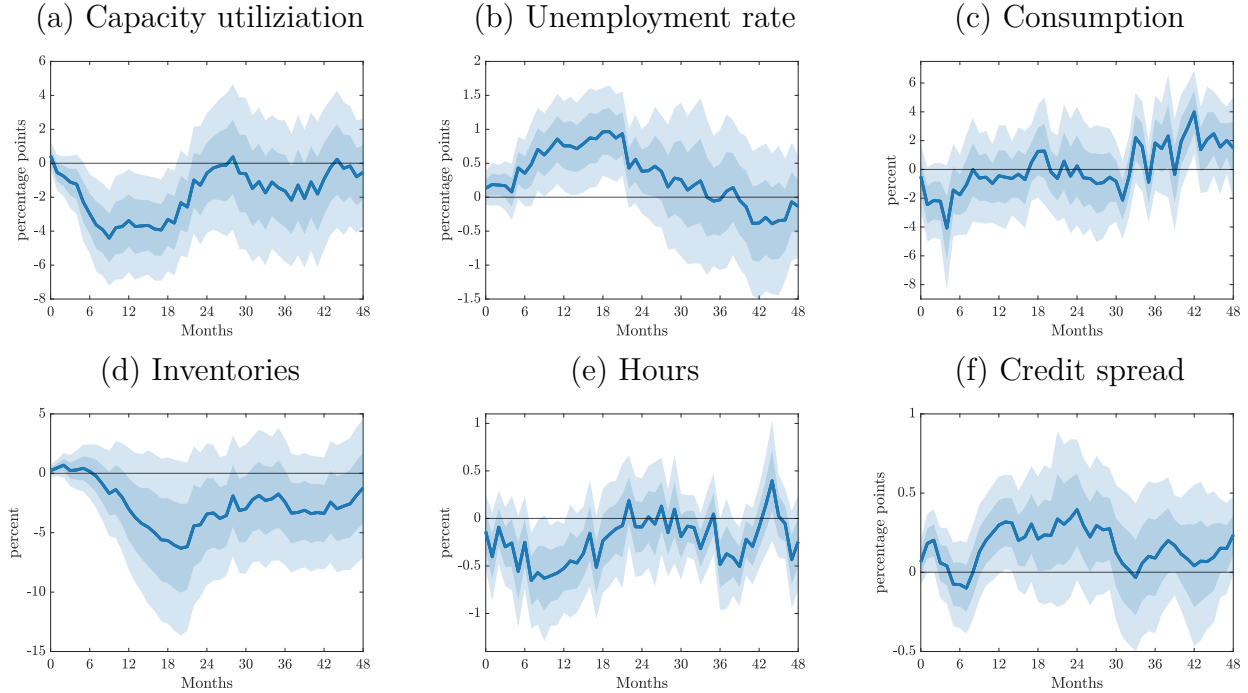 (a) Capacity utiliziation
(b) Unemployment rate
(c) Consumption
percentage points
6
4
2
0
-2
-4
-6
-8
0 6 12 18 24 30 36 42 48
Months
percentage points
2
1.5
1
0.5
0
-0.5
-1
-1.5
0 6 12 18 24 30 36 42 48
Months
percent
6
4
2
0
-2
-4
-6
-8
0 6 12 18 24 30 36 42 48
Months
(d) Inventories
(e) Hours
(f) Credit spread
percent
5
0
-5
-10
-15
0 6 12 18 24 30 36 42 48
Months
percent
1
0.5
0
-0.5
-1
0 6 12 18 24 30 36 42 48
Months
percentage points
1
0.5
0
-0.5
0 6 12 18 24 30 36 42 48
Months